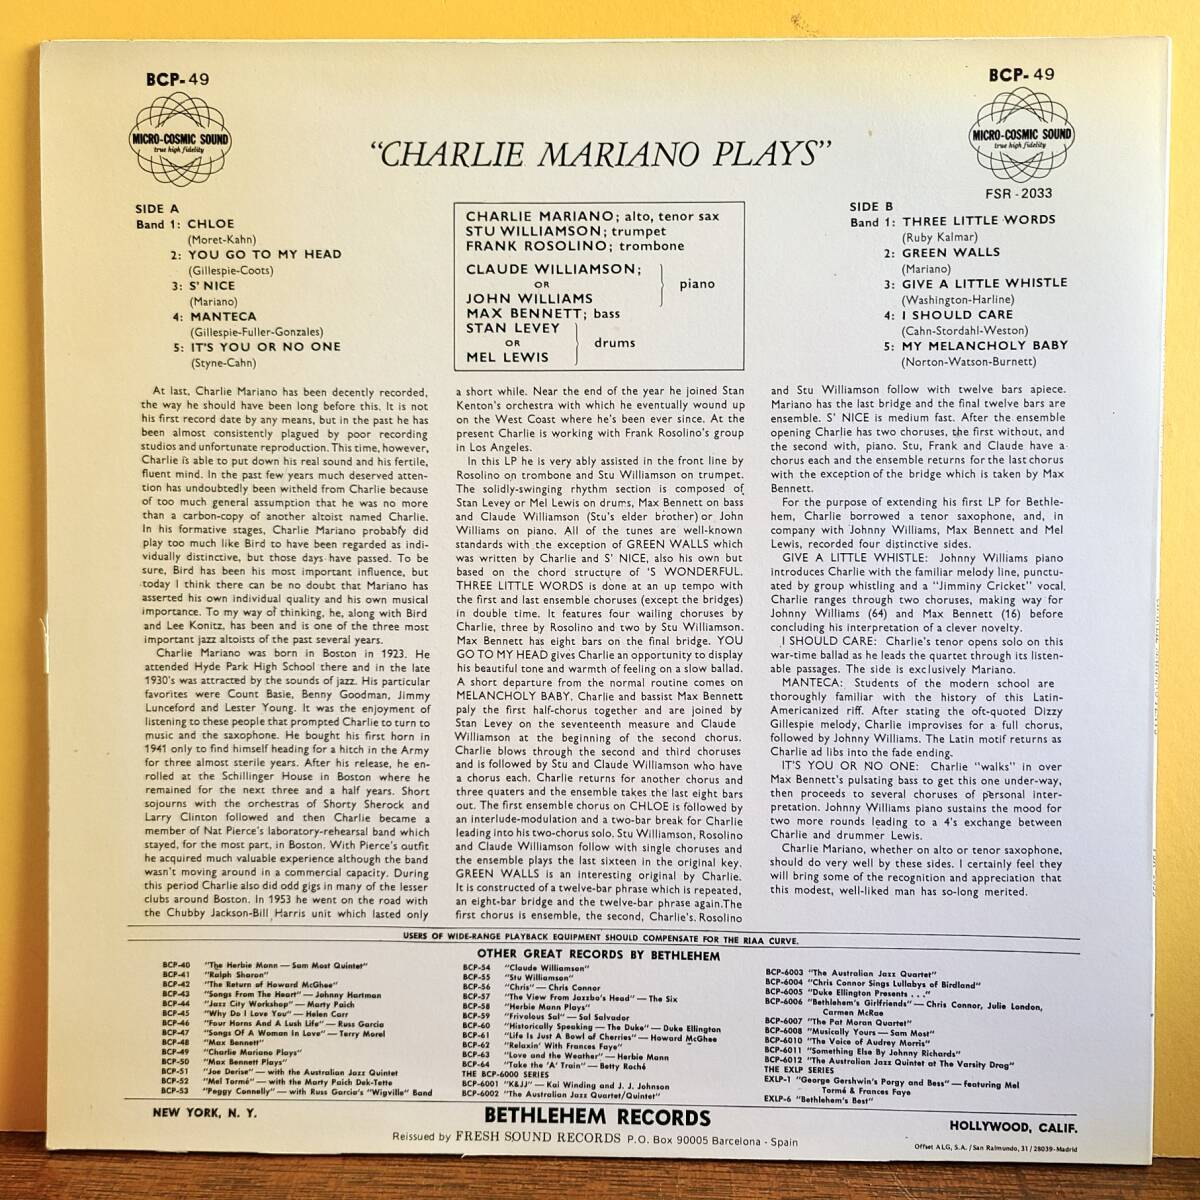 BCP-49
MICRO-COSMIC SOUND
true high fidelity
BCP-49
MICRO-COSMIC SOUND
true high fidelity
FSR-2033
"CHARLIE MARIANO PLAYS"
SIDE A
Band 1: CHLOE
(Moret-Kahn)
2: YOU GO TO MY HEAD
(Gillespie-Coots)
3: S' NICE
(Mariano)
4: MANTECA
(Gillespie-Fuller-Gonzales)
5: IT'S YOU OR NO ONE
(Styne-Cahn)
CHARLIE MARIANO; alto, tenor sax
STU WILLIAMSON; trumpet
FRANK ROSOLINO; trombone
CLAUDE WILLIAMSON;
OR
piano
JOHN WILLIAMS
MAX BENNETT; bass
STAN LEVEY
OR
drums
MEL LEWIS
SIDE B
Band 1: THREE LITTLE WORDS
(Ruby Kalmar)
2: GREEN WALLS
(Mariano)
3: GIVE A LITTLE WHISTLE
(Washington-Harline)
4: I SHOULD CARE
(Cahn-Stordahl-Weston)
5: MY MELANCHOLY BABY
(Norton-Watson-Burnett)
At last, Charlie Mariano has been decently recorded,
the way he should have been long before this. It is not
his first record date by any means, but in the past he has
been almost consistently plagued by poor recording
studios and unfortunate reproduction. This time, however,
Charlie is able to put down his real sound and his fertile,
fluent mind. In the past few years much deserved atten-
tion has undoubtedly been witheld from Charlie because
of too much general assumption that he was no more
than a carbon-copy of another altoist named Charlie.
In his formative stages, Charlie Mariano probably did
play too much like Bird to have been regarded as indi-
vidually distinctive, but those days have passed. To be
sure, Bird has been his most important influence, but
today I think there can be no doubt that Mariano has
asserted his own individual quality and his own musical
importance. To my way of thinking, he, along with Bird
and Lee Konitz, has been and is one of the three most
important jazz altoists of the past several years.
Charlie Mariano was born in Boston in 1923. He
attended Hyde Park High School there and in the late
1930's was attracted by the sounds of jazz. His particular
favorites were Count Basie, Benny Goodman, Jimmy
Lunceford and Lester Young. It was the enjoyment of
listening to these people that prompted Charlie to turn to
music and the saxophone. He bought his first horn in
1941 only to find himself heading for a hitch in the Army
for three almost sterile years. After his release, he en-
rolled at the Schillinger House in Boston where he
remained for the next three and a half years. Short
sojourns with the orchestras of Shorty Sherock and
Larry Clinton followed and then Charlie became a
member of Nat Pierce's laboratory-rehearsal band which
stayed, for the most part, in Boston. With Pierce's outfit
he acquired much valuable experience although the band
wasn't moving around in a commercial capacity. During
this period Charlie also did odd gigs in many of the lesser
clubs around Boston. In 1953 he went on the road with
the Chubby Jackson-Bill Harris unit which lasted only
a short while. Near the end of the year he joined Stan
Kenton's orchestra with which he eventually wound up
on the West Coast where he's been ever since. At the
present Charlie is working with Frank Rosolino's group
in Los Angeles.
In this LP he is very ably assisted in the front line by
Rosolino on trombone and Stu Williamson on trumpet.
The solidly-swinging rhythm section is composed of
Stan Levy or Mel Lewis on drums, Max Bennett on bass
and Claude Williamson (Stu's elder brother) or John
Williams on piano. All of the tunes are well-known
standards with the exception of GREEN WALLS which
was written by Charlie and S' NICE, also his own but
based on the chord structure of 'S WONDERFUL.
THREE LITTLE WORDS is done at an up tempo with
the first and last ensemble choruses (except the bridges)
in double time. It features four wailing choruses by
Charlie, three by Rosolino and two by Stu Williamson.
Max Bennett has eight bars on the final bridge. YOU
GO TO MY HEAD gives Charlie an opportunity to display
his beautiful tone and warmth of feeling on a slow ballad.
A short departure from the normal routine comes on
MELANCHOLY BABY. Charlie and bassist Max Bennett
paly the first half-chorus together and are joined by
Stan Levy on the seventeenth measure and Claude
Williamson at the beginning of the second chorus.
Charlie blows through the second and third choruses
and is followed by Stu and Claude Williamson who have
a chorus each. Charlie returns for another chorus and
three quaters and the ensemble takes the last eight bars
out. The first ensemble chorus on CHLOE is followed by
an interlude-modulation and a two-bar break for Charlie
leading into his two-chorus solo. Stu Williamson, Rosolino
and Claude Williamson follow with single choruses and
the ensemble plays the last sixteen in the original key.
GREEN WALLS is an interesting original by Charlie.
It is constructed of a twelve-bar phrase which is repeated,
an eight-bar bridge and the twelve-bar phrase again.The
first chorus is ensemble, the second, Charlie's. Rosolino
and Stu Williamson follow with twelve bars apiece.
Mariano has the last bridge and the final twelve bars are
ensemble. S' NICE is medium fast. After the ensemble
opening Charlie has two choruses, the first without, and
the second with, piano. Stu, Frank and Claude have a
chorus each and the ensemble returns for the last chorus
with the exception of the bridge which is taken by Max
Bennett.
For the purpose of extending his first LP for Bethle-
hem, Charlie borrowed a tenor saxophone, and, in
company with Johnny Williams, Max Bennett and Mel
Lewis, recorded four distinctive sides.
GIVE A LITTLE WHISTLE: Johnny Williams piano
introduces Charlie with the familiar melody line, punctu-
ated by group whistling and a "Jimminy Cricket" vocal.
Charlie ranges through two choruses, making way for
Johnny Williams (64) and Max Bennett (16) before
concluding his interpretation of a clever novelty.
I SHOULD CARE: Charlie's tenor opens solo on this
war-time ballad as he leads the quartet through its listen-
able passages. The side is exclusively Mariano.
MANTECA: Students of the modern school are
thoroughly familiar with the history of this Latin-
Americanized riff. After stating the oft-quoted Dizzy
Gillespie melody, Charlie improvises for a full chorus,
followed by Johnny Williams. The Latin motif returns as
Charlie ad libs into the fade ending.
IT'S YOU OR NO ONE: Charlie "walks" in over
Max Bennett's pulsating bass to get this one under-way,
then proceeds to several choruses of personal inter-
pretation. Johnny Williams piano sustains the mood for
two more rounds leading to a 4's exchange between
Charlie and drummer Lewis.
Charlie Mariano, whether on alto or tenor saxophone,
should do very well by these sides. I certainly feel they
will bring some of the recognition and appreciation that
this modest, well-liked man has so-long merited.
USERS OF WIDE-RANGE PLAYBACK EQUIPMENT SHOULD COMPENSATE FOR THE RIAA CURVE.
OTHER GREAT RECORDS BY BETHLEHEM
BCP-40 "The Herbie Mann — Sam Most Quintet"
BCP-41 "Ralph Sharon"
BCP-42 "The Return of Howard McGhee"
BCP-43 "Songs From The Heart" — Johnny Hartman
BCP-44 "Jazz City Workshop" — Marty Paich
BCP-45 "Why Do I Love You" — Helen Carr
BCP-46 "Four Horns And A Lush Life" — Russ Garcia
BCP-47 "Songs Of A Woman In Love" — Terry Morel
BCP-48 "Max Bennett"
BCP-49 "Charlie Mariano Plays"
BCP-50 "Max Bennett Plays"
BCP-51 "Joe Derise" — with the Australian Jazz Quintet
BCP-52 "Mel Tormé" — with the Marty Paich Dek-Tette
BCP-53 "Peggy Connelly" — with Russ Garcia's "Wigville" Band
BCP-54 "Claude Williamson"
BCP-55 "Stu Williamson"
BCP-56 "Chris" — Chris Connor
BCP-57 "The View From Jazzbo's Head" — The Six
BCP-58 "Herbie Mann Plays"
BCP-59 "Frivolous Sal" — Sal Salvador
BCP-60 "Historically Speaking — The Duke" — Duke Ellington
BCP-61 "Life Is Just A Bowl of Cherries" — Howard McGhee
BCP-62 "Relaxin' With Frances Faye"
BCP-63 "Love and the Weather" — Herbie Mann
BCP-64 "Take the 'A' Train" — Betty Roché
THE BCP-6000 SERIES
BCP-6001 "K&JJ" — Kai Winding and J. J. Johnson
BCP-6002 "The Australian Jazz Quartet/Quintet"
BCP-6003 "The Australian Jazz Quartet"
BCP-6004 "Chris Connor Sings Lullabys of Birdland"
BCP-6005 "Duke Ellington Presents . . ."
BCP-6006 "Bethlehem's Girlfriends" — Chris Connor, Julie London,
Carmen McRae
BCP-6007 "The Pat Moran Quartet"
BCP-6008 "Musically Yours — Sam Most"
BCP-6010 "The Voice of Audrey Morris"
BCP-6011 "Something Else By Johnny Richards"
BCP-6012 "The Australian Jazz Quintet at The Varsity Drag"
THE EXLP SERIES
EXLP-1 "George Gershwin's Porgy and Bess" — featuring Mel
Tormé & Frances Faye
EXLP-6 "Bethlehem's Best"
NEW YORK, N. Y.
BETHLEHEM RECORDS
HOLLYWOOD, CALIF.
Reissued by FRESH SOUND RECORDS P.O. Box 90005 Barcelona - Spain
Offset ALG, S.A. / San Raimundo, 31 / 28039-Madrid